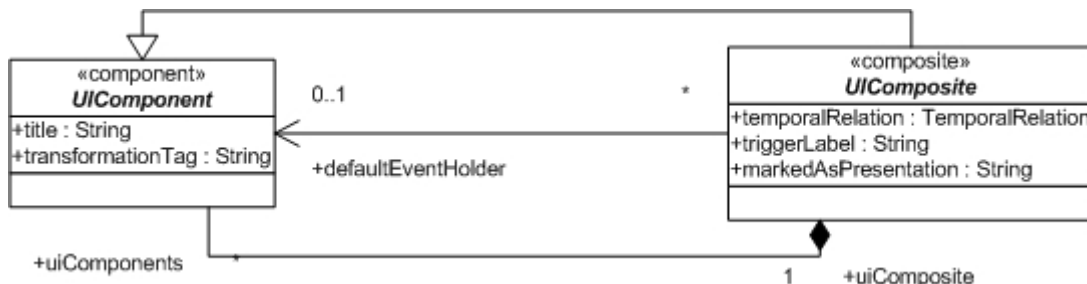 «component»
UIComponent
+title : String
+transformationTag : String
0..1
*
+defaultEventHolder
«composite»
UIComposite
+temporalRelation : TemporalRelation
+triggerLabel : String
+markedAsPresentation : String
+uiComponents
*
1
+uiComposite